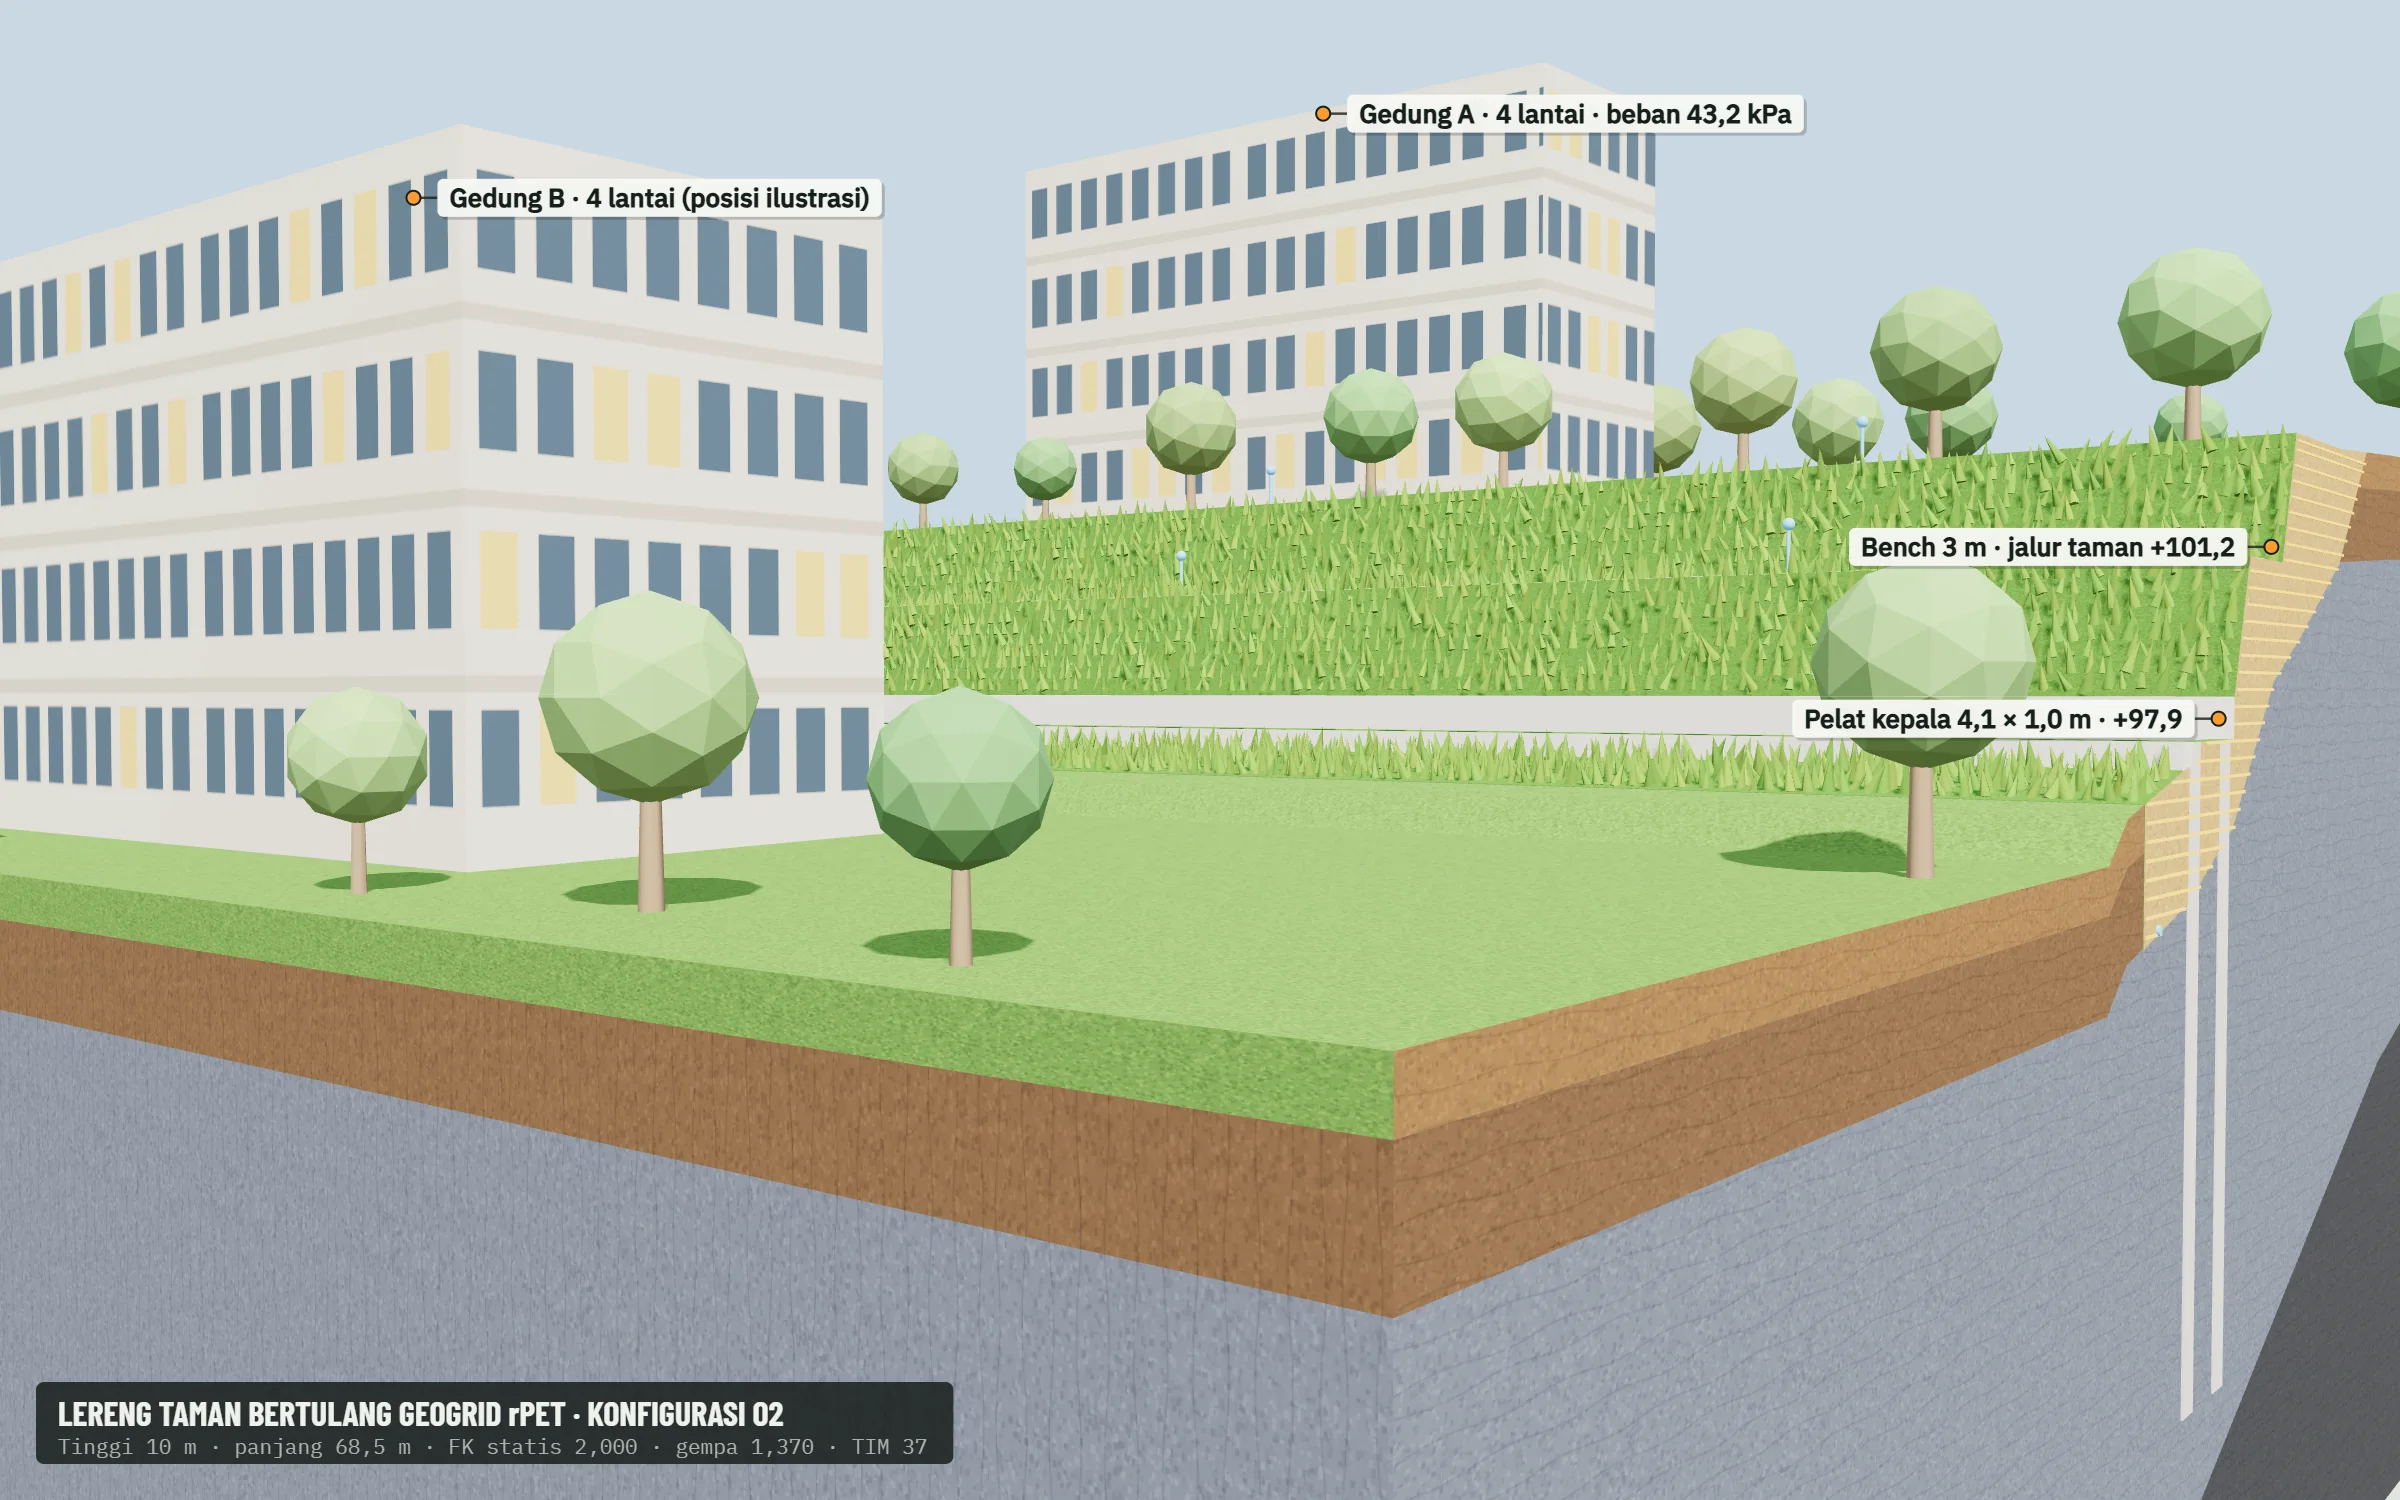 Gedung A · 4 lantai · beban 43,2 kPa
Gedung B · 4 lantai (posisi ilustrasi)
Bench 3 m · jalur taman +101,2
Pelat kepala 4,1 × 1,0 m · +97,9
LERENG TAMAN BERTULANG GEOGRID rPET · KONFIGURASI 02
Tinggi 10 m · panjang 68,5 m · FK statis 2,000 · gempa 1,370 · TIM 37